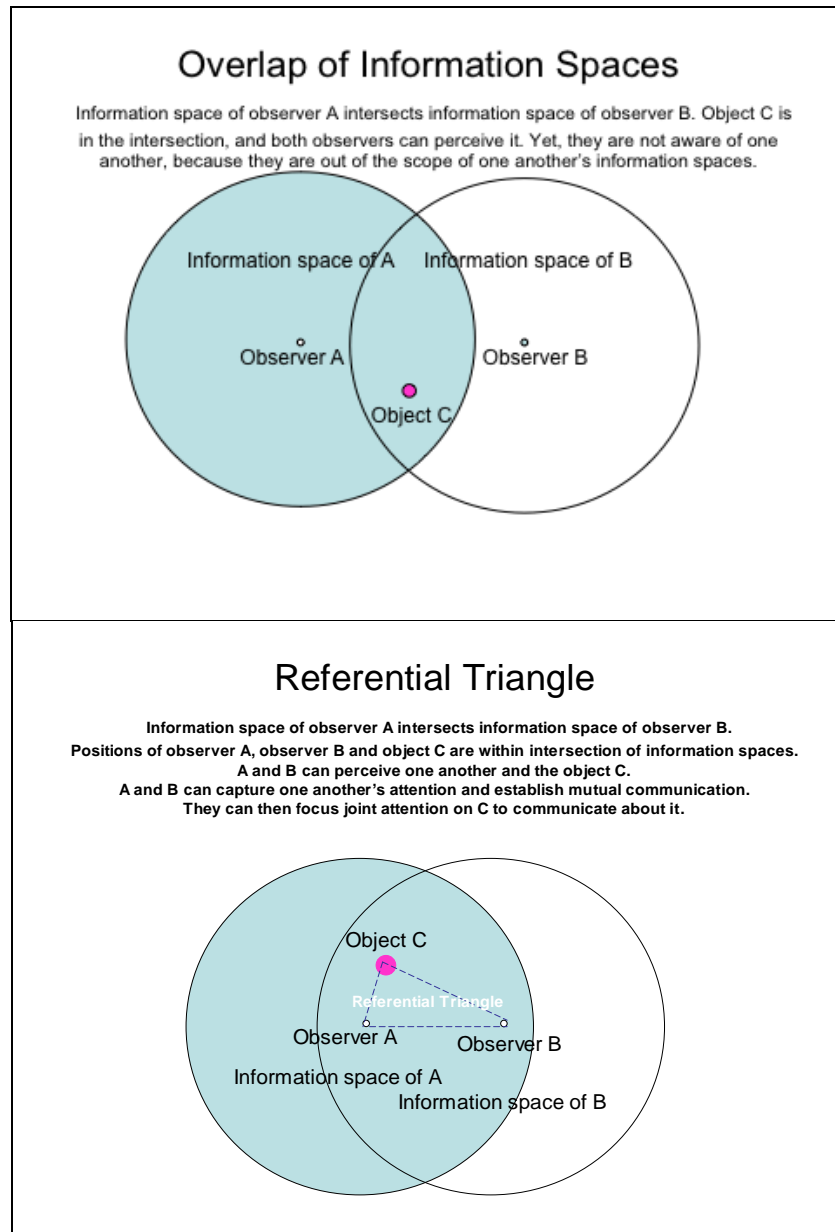 Overlap of Information Spaces
Information space of observer A intersects information space of observer B. Object C is
in the intersection, and both observers can perceive it. Yet, they are not aware of one
another, because they are out of the scope of one another's information spaces.
Information space of A
Information space of B
Observer A
Observer B
Object C
Referential Triangle
Information space of observer A intersects information space of observer B.
Positions of observer A, observer B and object C are within intersection of information spaces.
A and B can perceive one another and the object C.
A and B can capture one another's attention and establish mutual communication.
They can then focus joint attention on C to communicate about it.
Object C
Referential Triangle
Observer A
Observer B
Information space of A
Information space of B